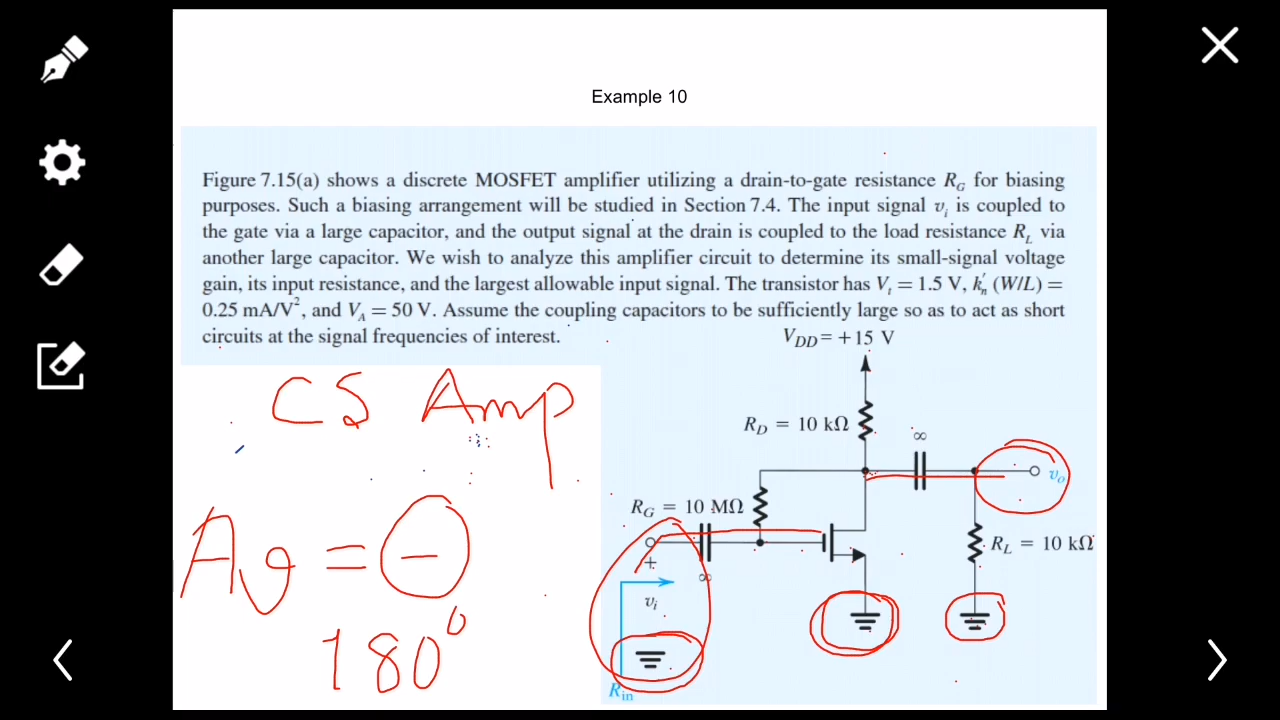 Example 10
Figure 7.15(a) shows a discrete MOSFET amplifier utilizing a drain-to-gate resistance R_G for biasing
purposes. Such a biasing arrangement will be studied in Section 7.4. The input signal v_i is coupled to
the gate via a large capacitor, and the output signal at the drain is coupled to the load resistance R_L via
another large capacitor. We wish to analyze this amplifier circuit to determine its small-signal voltage
gain, its input resistance, and the largest allowable input signal. The transistor has V_t = 1.5 V, k'_n (W/L) =
0.25 mA/V², and V_A = 50 V. Assume the coupling capacitors to be sufficiently large so as to act as short
circuits at the signal frequencies of interest.
V_DD = +15 V
CS Amp
R_D = 10 kΩ
∞
v_o
R_G = 10 MΩ
R_L = 10 kΩ
+
∞
v_i
R_in
Ag = −
180°